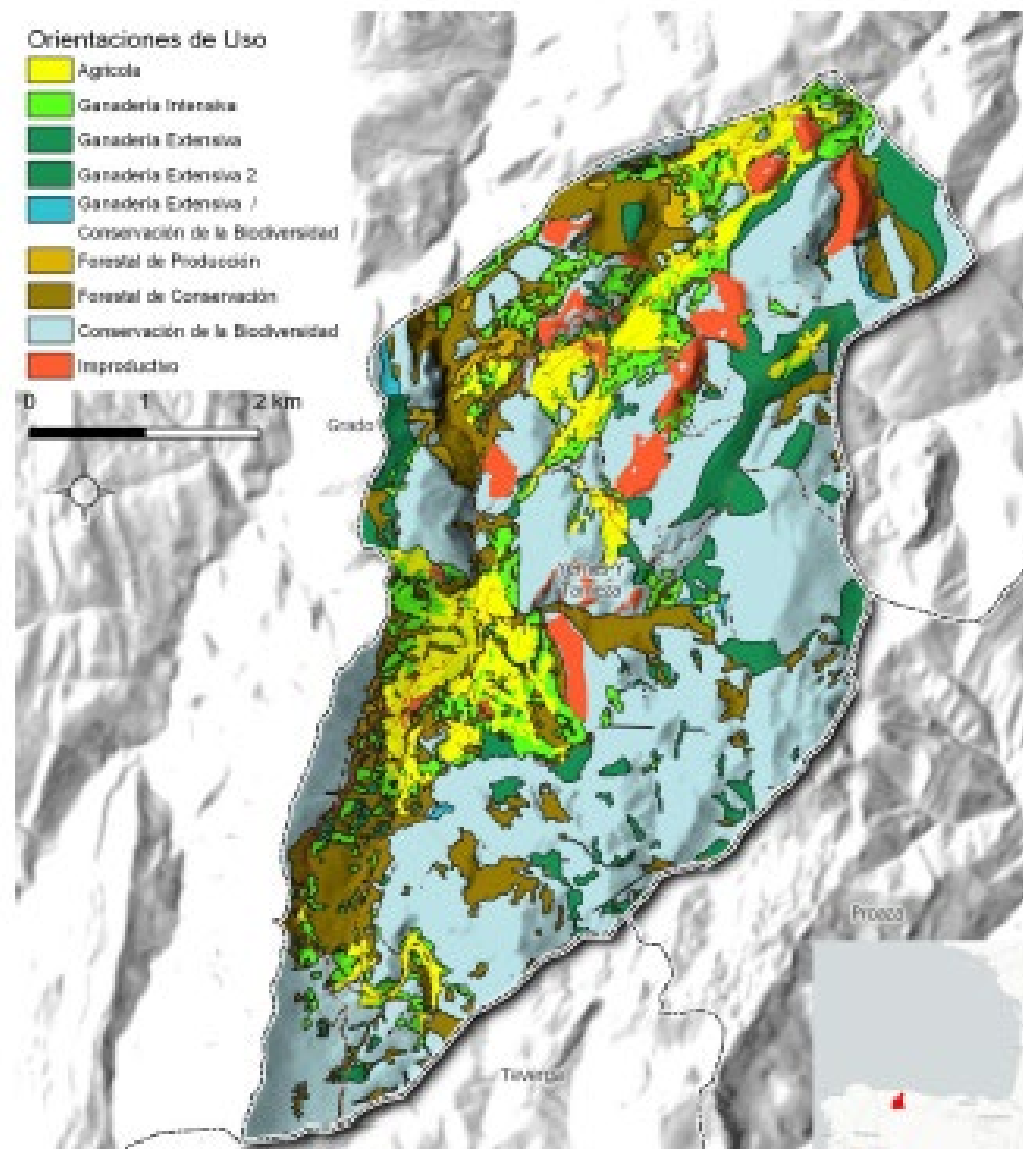 Orientaciones de Uso
Agrícola
Ganadería Intensiva
Ganadería Extensiva
Ganadería Extensiva 2
Ganadería Extensiva /
Conservación de la Biodiversidad
Forestal de Producción
Forestal de Conservación
Conservación de la Biodiversidad
Improductivo
0 1 2 km
Grado
Proaza
Teverga